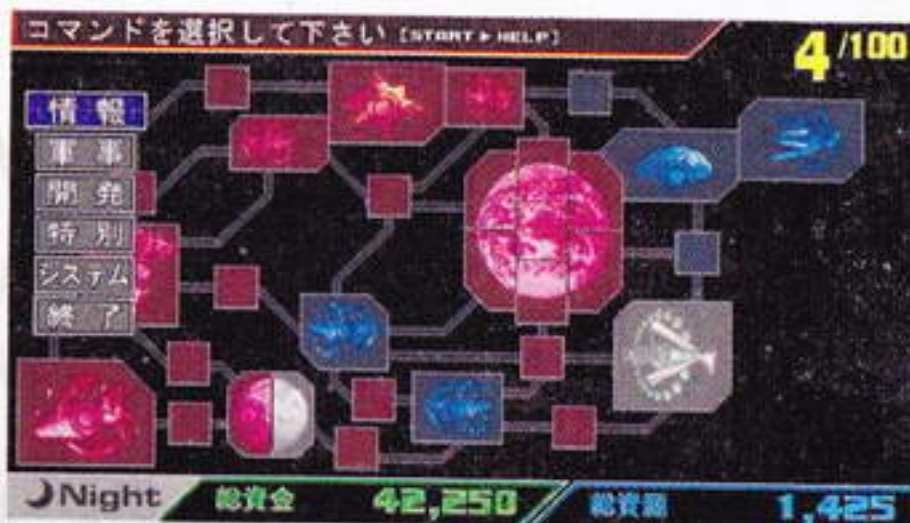 コマンドを選択して下さい [START▶HELP]
4/100
情報
軍事
開発
特別
システム
終了
Night 総資金 42,250 総資源 1,425